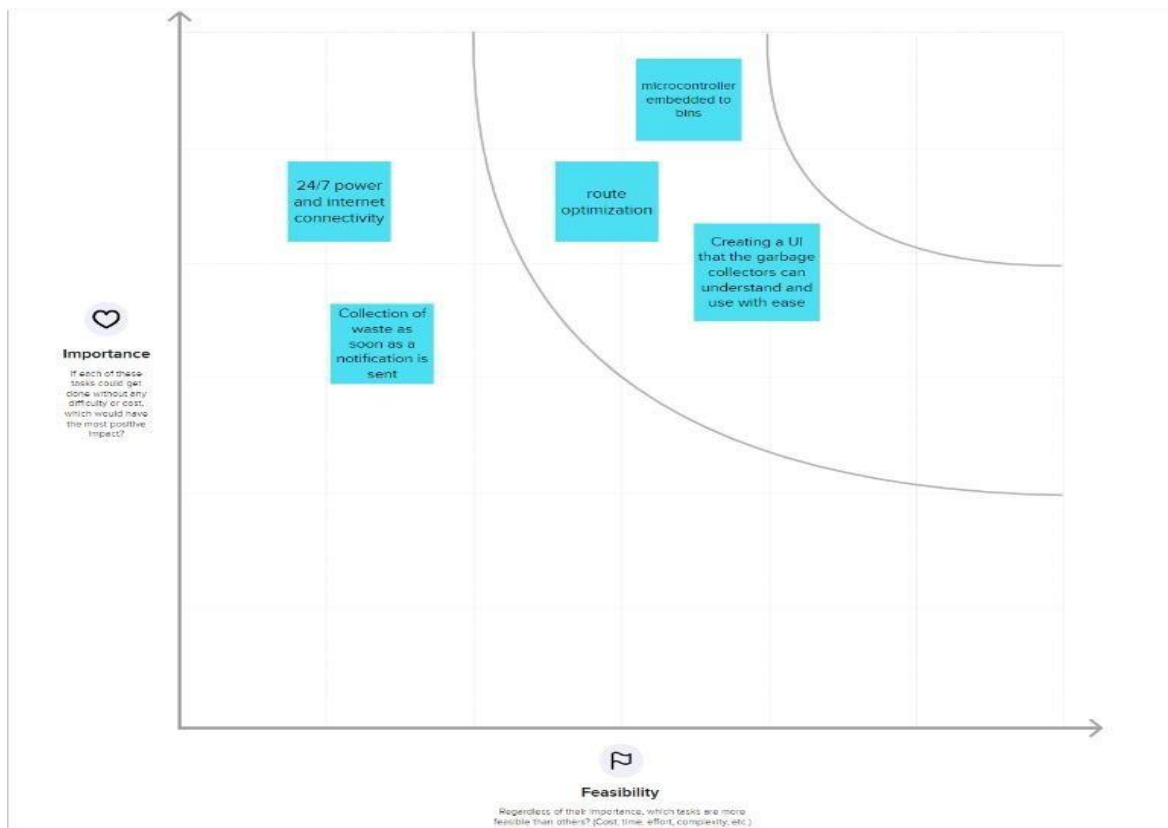 microcontroller
embedded to
bins
24/7 power
and internet
connectivity
route
optimization
Creating a UI
that the garbage
collectors can
understand and
use with ease
Collection of
waste as
soon as a
notification is
sent
Importance
If each of these
tasks could get
done without any
difficulty or cost,
which would have
the most positive
impact?
Feasibility
Regardless of their importance, which tasks are more
feasible than others? (Cost, time, effort, complexity, etc.)